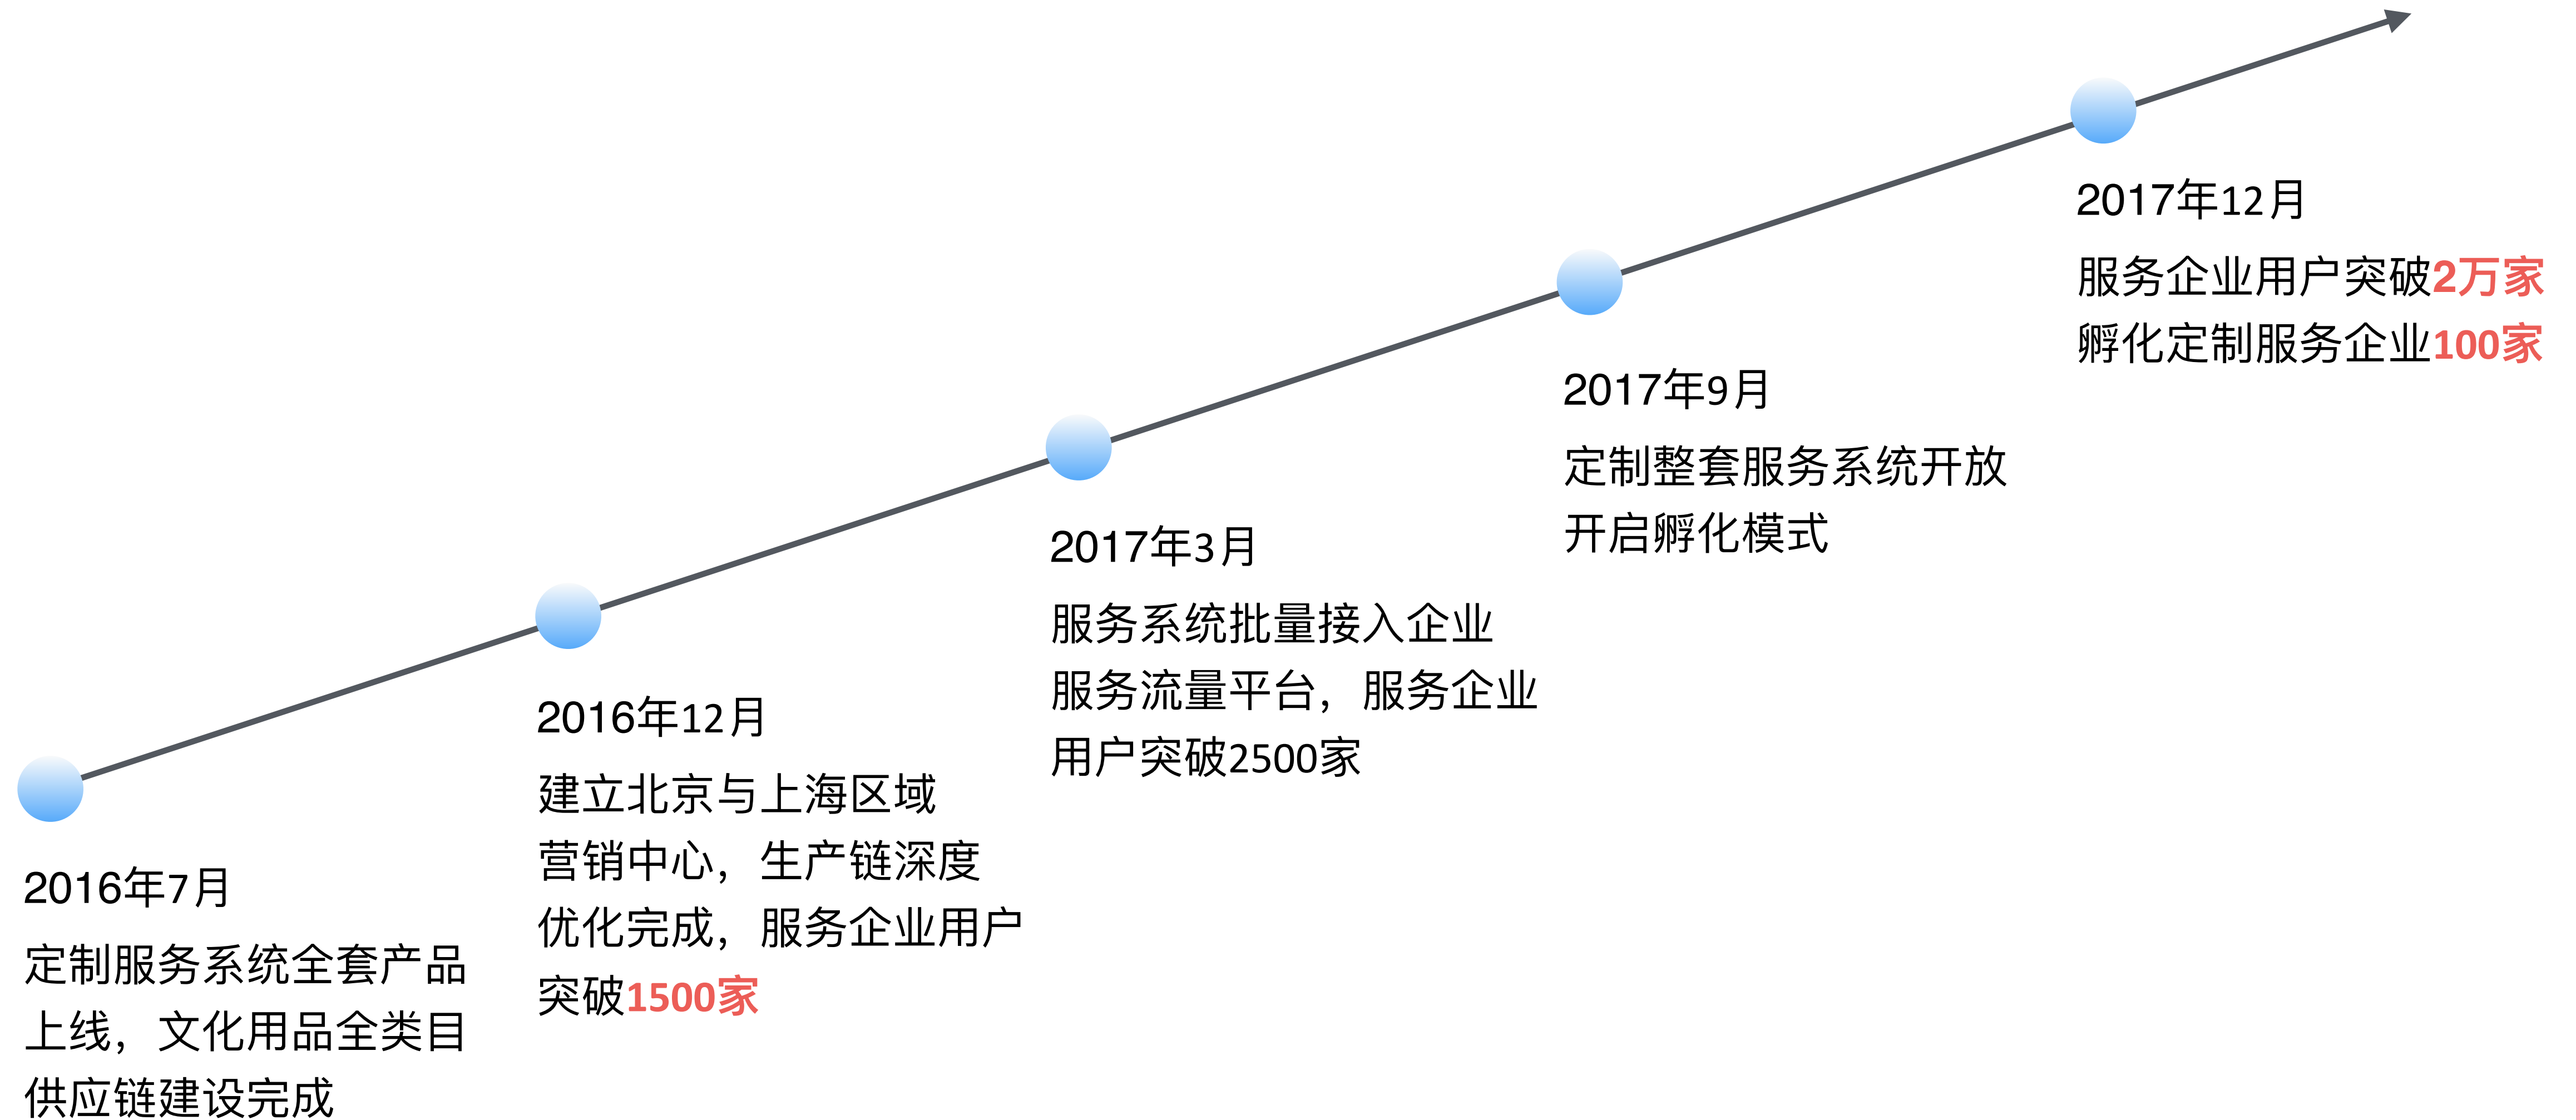 2016年7月
定制服务系统全套产品
上线，文化用品全类目
供应链建设完成
2016年12月
建立北京与上海区域
营销中心，生产链深度
优化完成，服务企业用户
突破1500家
2017年3月
服务系统批量接入企业
服务流量平台，服务企业
用户突破2500家
2017年9月
定制整套服务系统开放
开启孵化模式
2017年12月
服务企业用户突破2万家
孵化定制服务企业100家